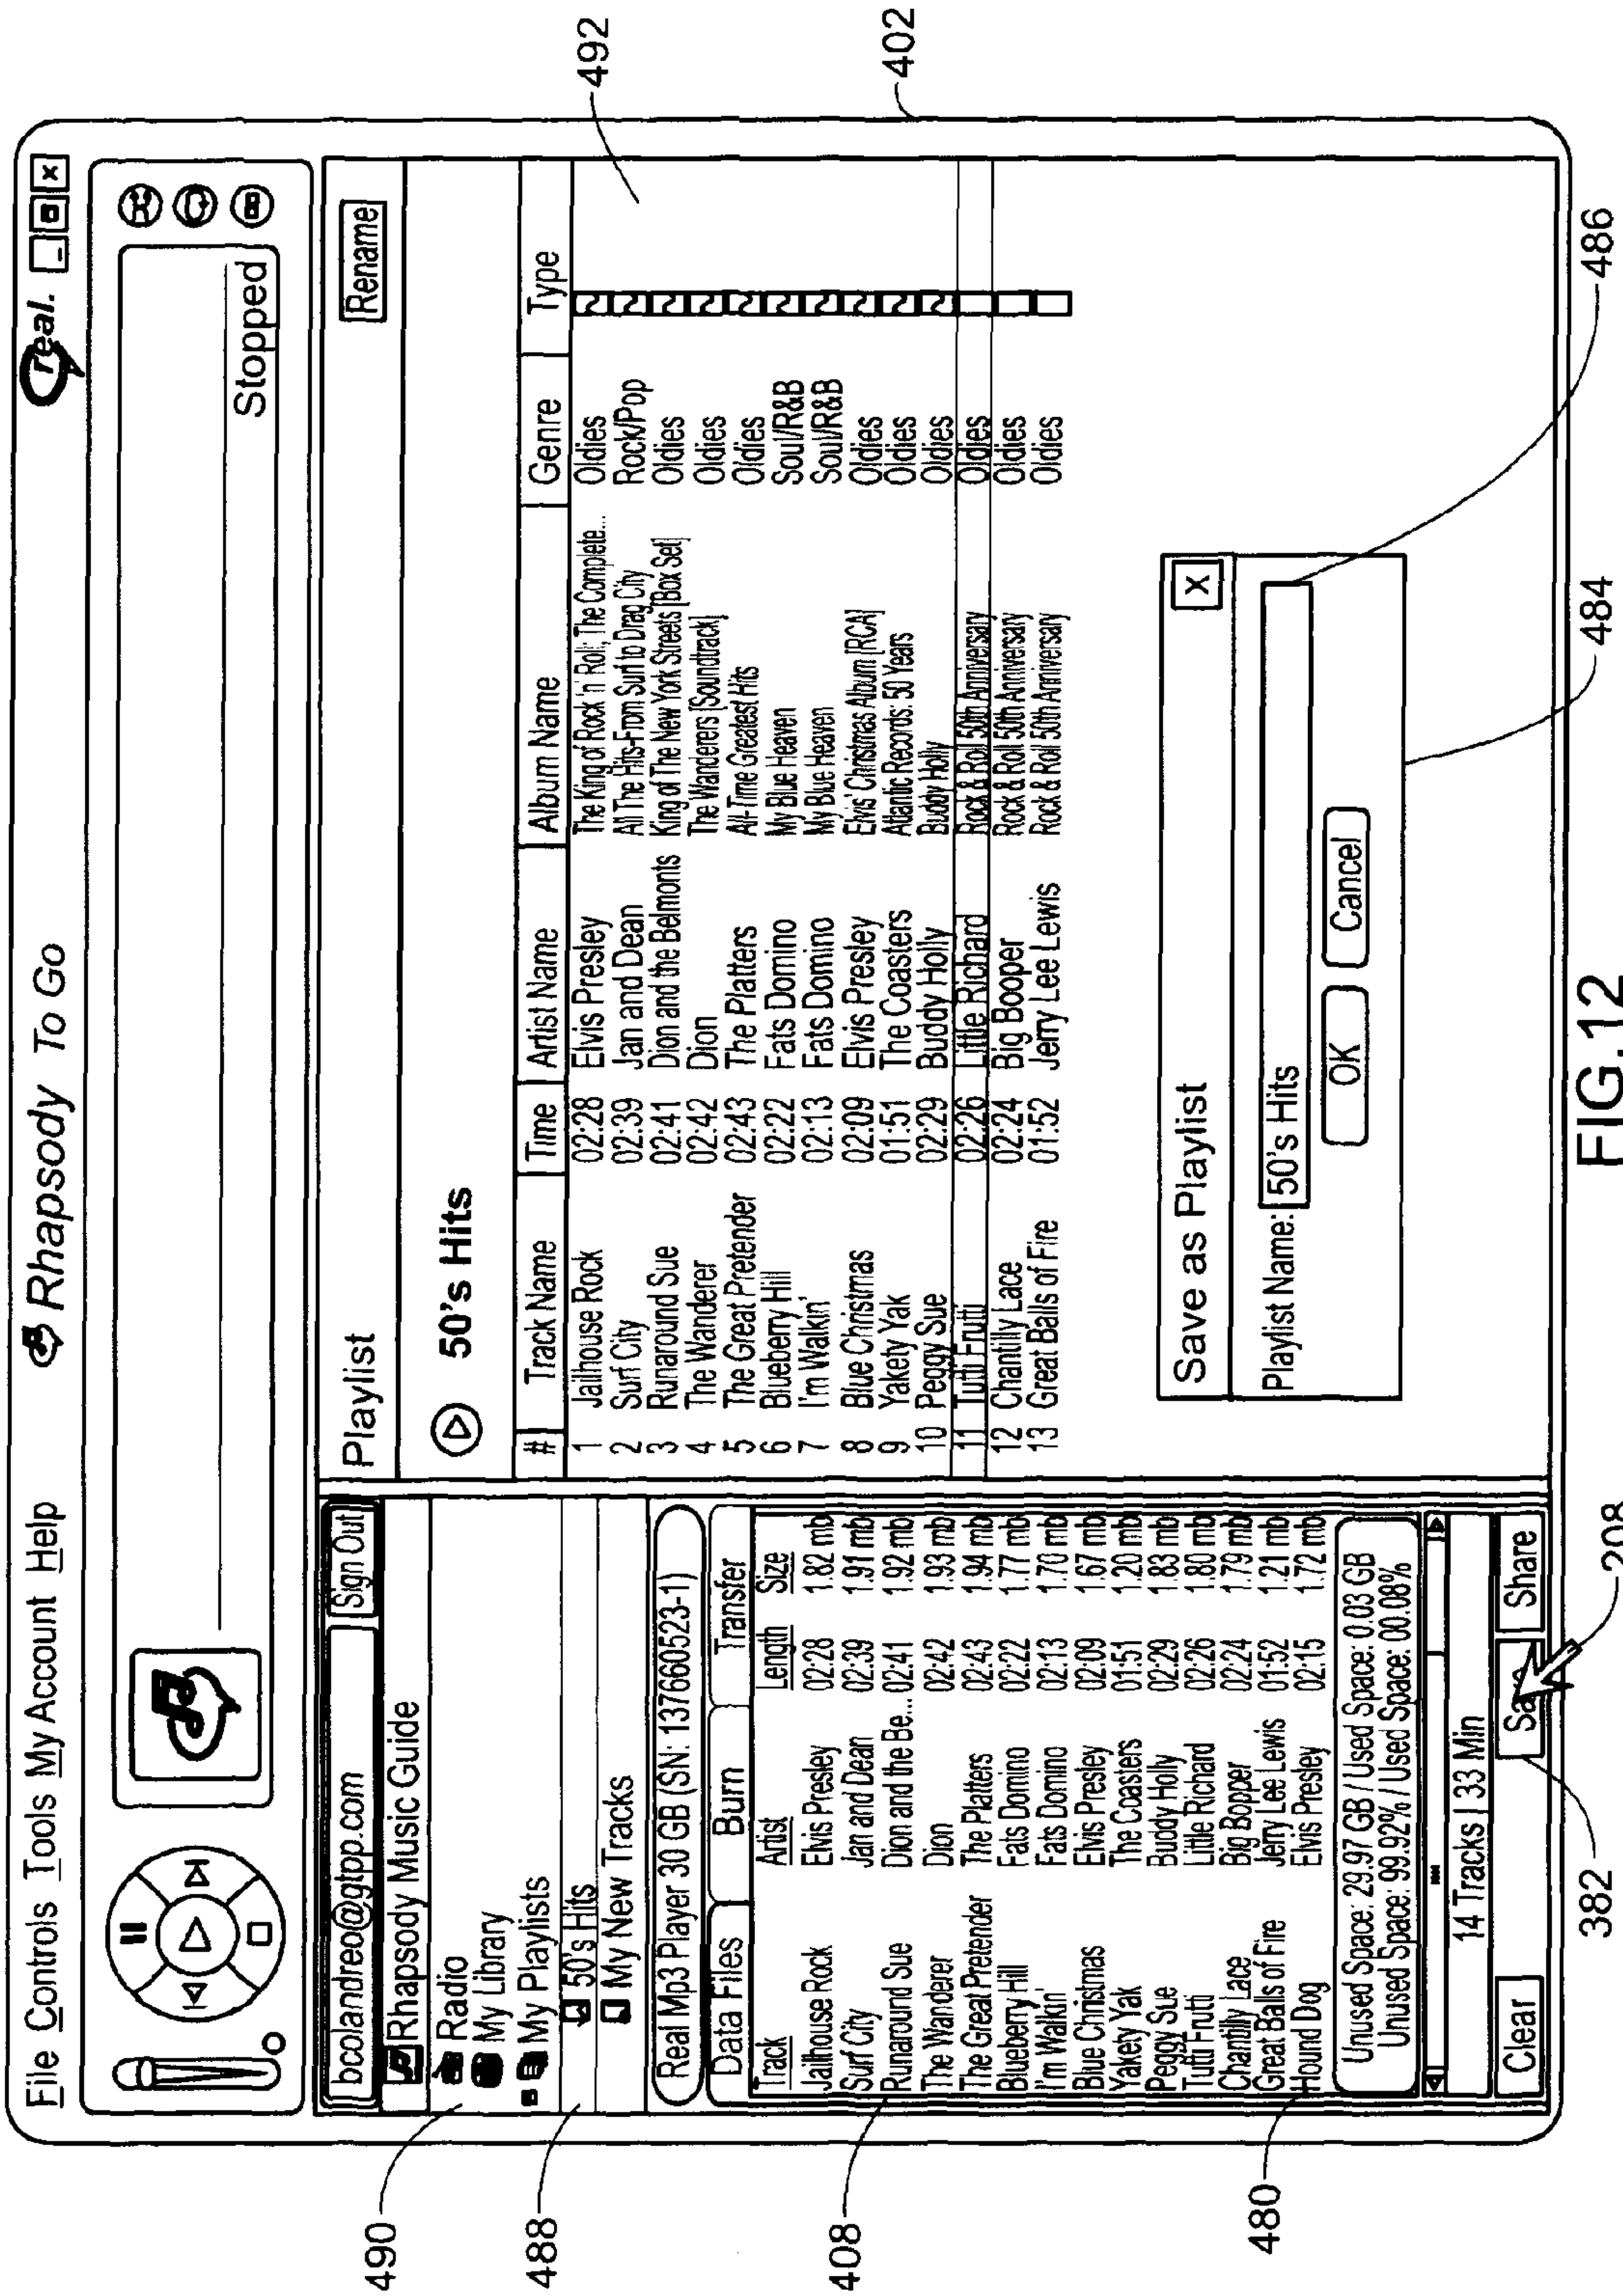 File Controls Tools My Account Help
Rhapsody To Go
real.
Stopped
bcolandreo@gtpp.com
Sign Out
Rhapsody Music Guide
Radio
My Library
My Playlists
50's Hits
My New Tracks
Real Mp3 Player 30 GB (SN: 137660523-1)
Data Files Burn Transfer
Track Artist Length Size
Jailhouse Rock Elvis Presley 02:28 1.82 mb
Surf City Jan and Dean 02:39 1.91 mb
Runaround Sue Dion and the Be... 02:41 1.92 mb
The Wanderer Dion 02:42 1.93 mb
The Great Pretender The Platters 02:43 1.94 mb
Blueberry Hill Fats Domino 02:22 1.77 mb
I'm Walkin' Fats Domino 02:13 1.70 mb
Blue Christmas Elvis Presley 02:09 1.67 mb
Yakety Yak The Coasters 01:51 1.20 mb
Peggy Sue Buddy Holly 02:29 1.83 mb
Tutti Frutti Little Richard 02:26 1.80 mb
Chantilly Lace Big Bopper 02:24 1.79 mb
Great Balls of Fire Jerry Lee Lewis 01:52 1.21 mb
Hound Dog Elvis Presley 02:15 1.72 mb
Unused Space: 29.97 GB / Used Space: 0.03 GB
Unused Space: 99.92% / Used Space: 00.08%
14 Tracks | 33 Min
Clear Share
Playlist
Rename
50's Hits
# Track Name Time Artist Name Album Name Genre Type
1 Jailhouse Rock 02:28 Elvis Presley The King of Rock 'n' Roll; The Complete... Oldies
2 Surf City 02:39 Jan and Dean All The Hits-From Surf to Drag City Rock/Pop
3 Runaround Sue 02:41 Dion and the Belmonts King of The New York Streets [Box Set] Oldies
4 The Wanderer 02:42 Dion The Wanderers [Soundtrack] Oldies
5 The Great Pretender 02:43 The Platters All-Time Greatest Hits Oldies
6 Blueberry Hill 02:22 Fats Domino My Blue Heaven Soul/R&B
7 I'm Walkin' 02:13 Fats Domino My Blue Heaven Soul/R&B
8 Blue Christmas 02:09 Elvis Presley Elvis' Christmas Album [RCA] Oldies
9 Yakety Yak 01:51 The Coasters Atlantic Records: 50 Years Oldies
10 Peggy Sue 02:29 Buddy Holly Buddy Holly Oldies
11 Tutti Frutti 02:26 Little Richard Rock & Roll 50th Anniversary Oldies
12 Chantilly Lace 02:24 Big Booper Rock & Roll 50th Anniversary Oldies
13 Great Balls of Fire 01:52 Jerry Lee Lewis Rock & Roll 50th Anniversary Oldies
Save as Playlist
X
Playlist Name: 50's Hits
OK Cancel
490
488
408
480
382
208
484
486
492
402
FIG.12